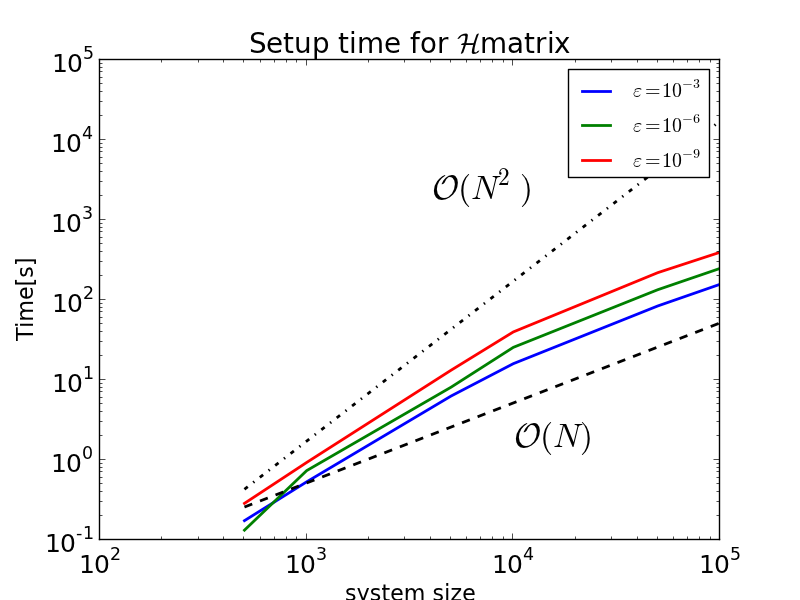 Setup time for ℋmatrix
10⁵
10⁴
10³
10²
10¹
10⁰
10⁻¹
Time[s]
ε=10⁻³
ε=10⁻⁶
ε=10⁻⁹
𝒪(N² )
𝒪(N)
10² 10³ 10⁴ 10⁵
system size